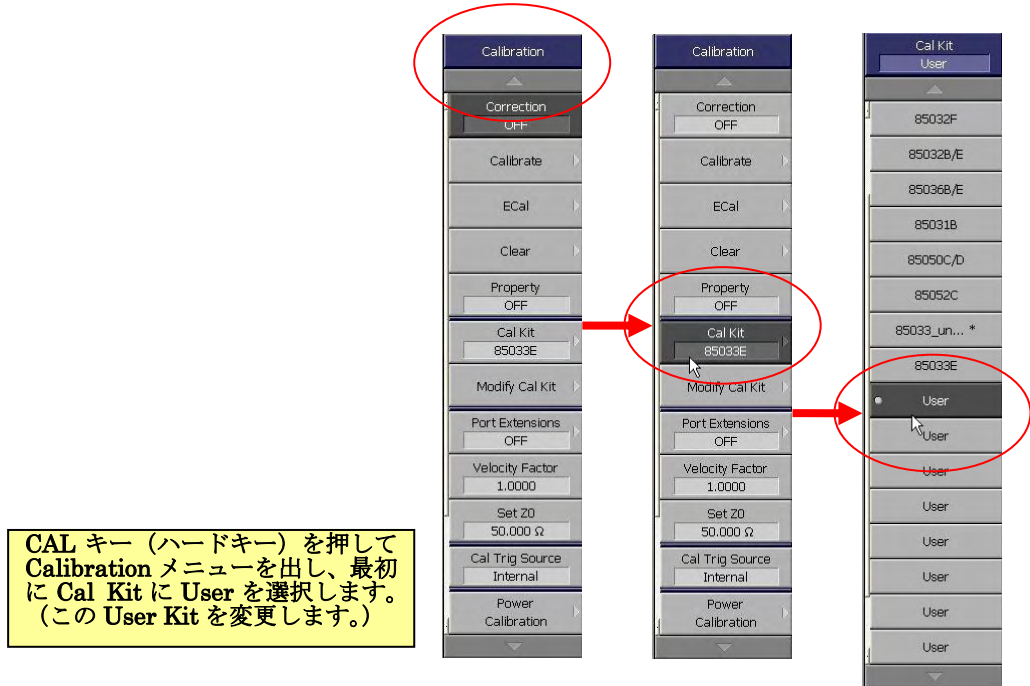 Calibration
Correction
OFF
Calibrate
ECal
Clear
Property
OFF
Cal Kit
85033E
Modify Cal Kit
Port Extensions
OFF
Velocity Factor
1.0000
Set Z0
50.000 Ω
Cal Trig Source
Internal
Power
Calibration
Calibration
Correction
OFF
Calibrate
ECal
Clear
Property
OFF
Cal Kit
85033E
Modify Cal Kit
Port Extensions
OFF
Velocity Factor
1.0000
Set Z0
50.000 Ω
Cal Trig Source
Internal
Power
Calibration
Cal Kit
User
85032F
85032B/E
85036B/E
85031B
85050C/D
85052C
85033_un... *
85033E
User
User
User
User
User
User
User
User
CAL キー（ハードキー）を押して
Calibration メニューを出し、最初
に Cal Kit に User を選択します。
（この User Kit を変更します。）